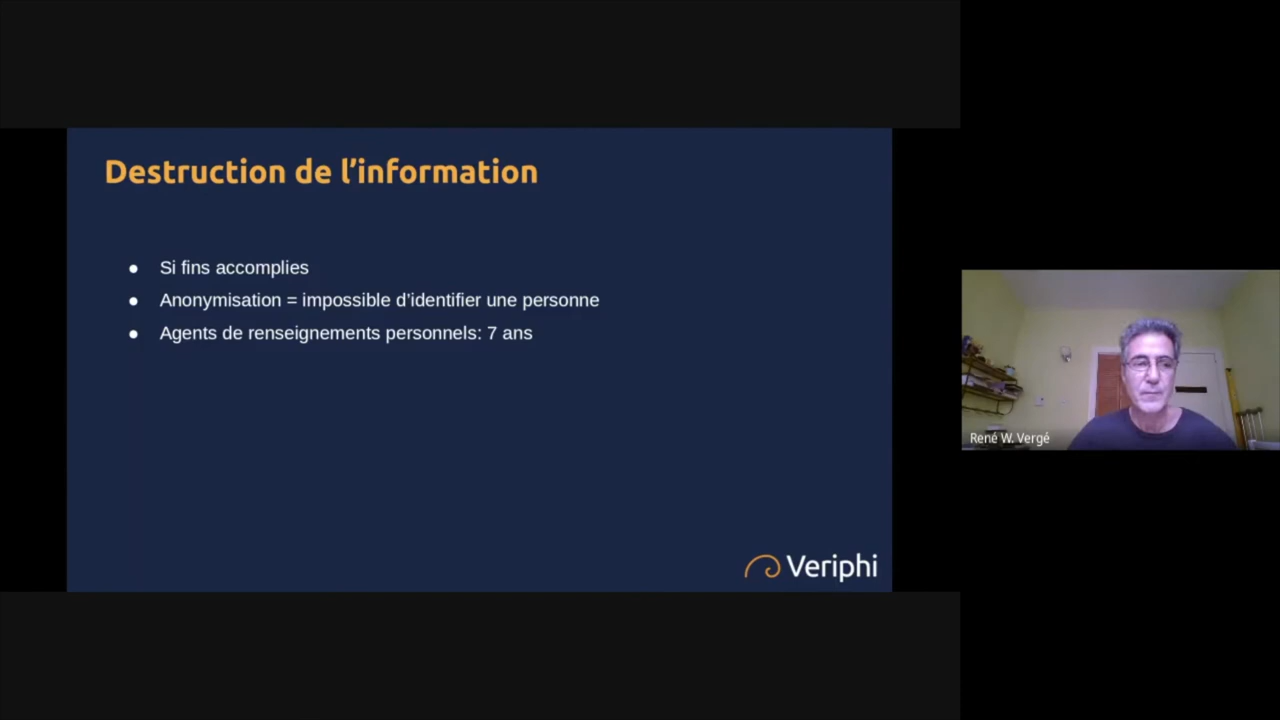 Destruction de l’information
● Si fins accomplies
● Anonymisation = impossible d’identifier une personne
● Agents de renseignements personnels: 7 ans
Veriphi
René W. Vergé